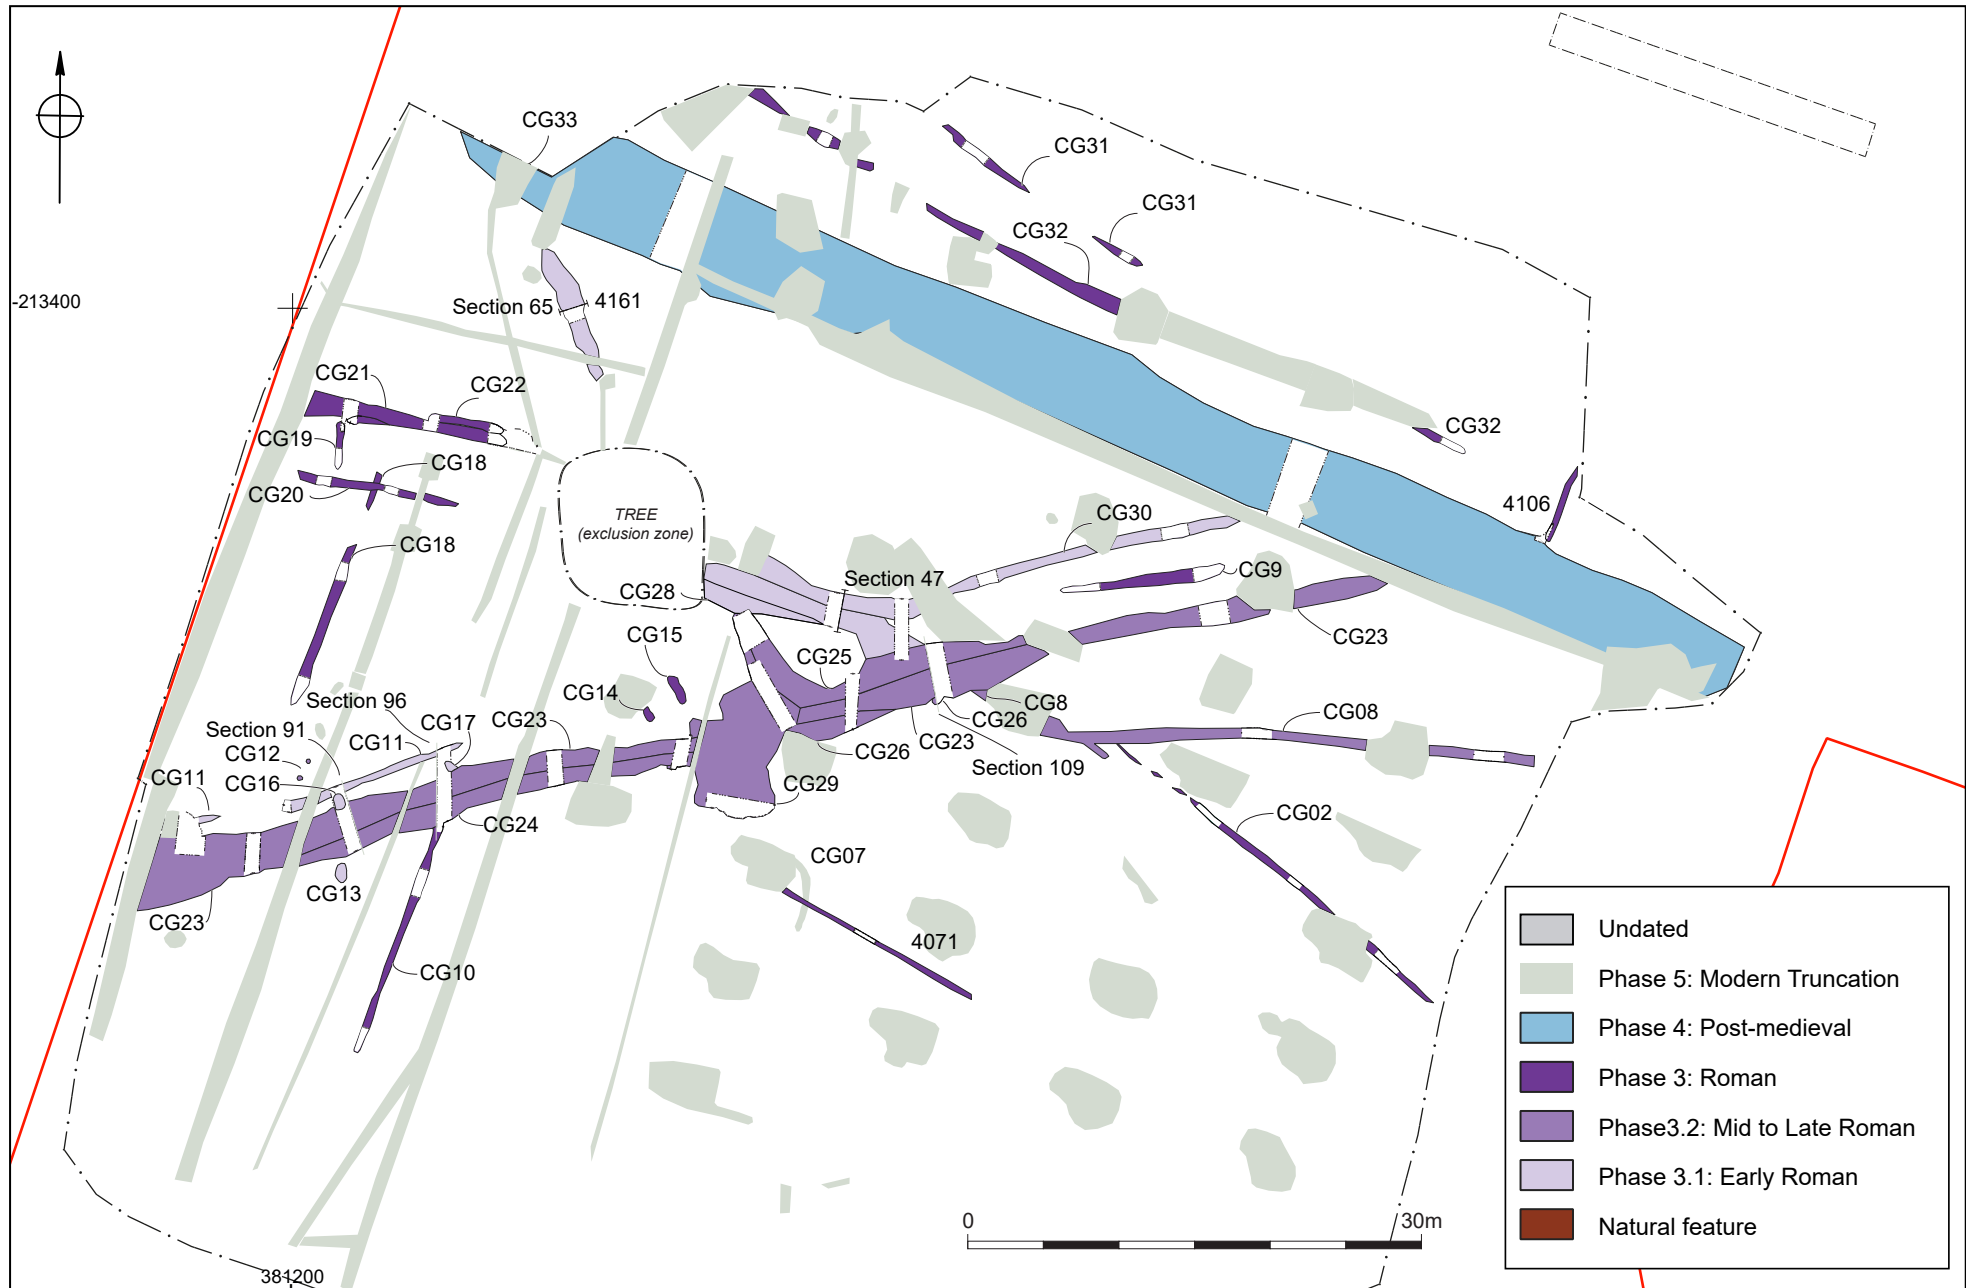 CG33
CG31
CG31
CG32
-213400
Section 65
4161
CG21
CG22
CG19
CG18
CG20
CG32
4106
TREE
(exclusion zone)
CG30
CG18
Section 47
CG9
CG28
CG23
CG15
CG25
CG14
CG8
Section 96
CG17
CG23
CG26
CG08
Section 91
CG11
CG23
CG12
CG26
Section 109
CG11
CG16
CG29
CG24
CG02
CG07
CG13
CG23
4071
CG10
Undated
Phase 5: Modern Truncation
Phase 4: Post-medieval
Phase 3: Roman
Phase3.2: Mid to Late Roman
Phase 3.1: Early Roman
Natural feature
0
30m
381200